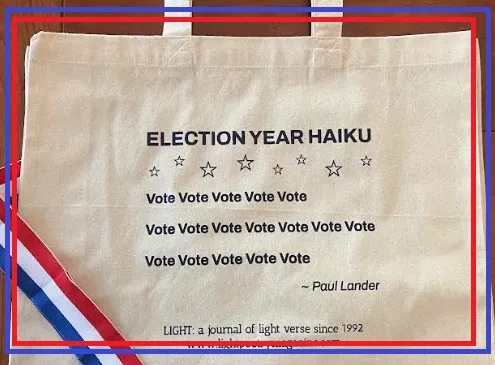 ELECTION YEAR HAIKU
Vote Vote Vote Vote Vote
Vote Vote Vote Vote Vote Vote Vote
Vote Vote Vote Vote Vote
~ Paul Lander
LIGHT: a journal of light verse since 1992